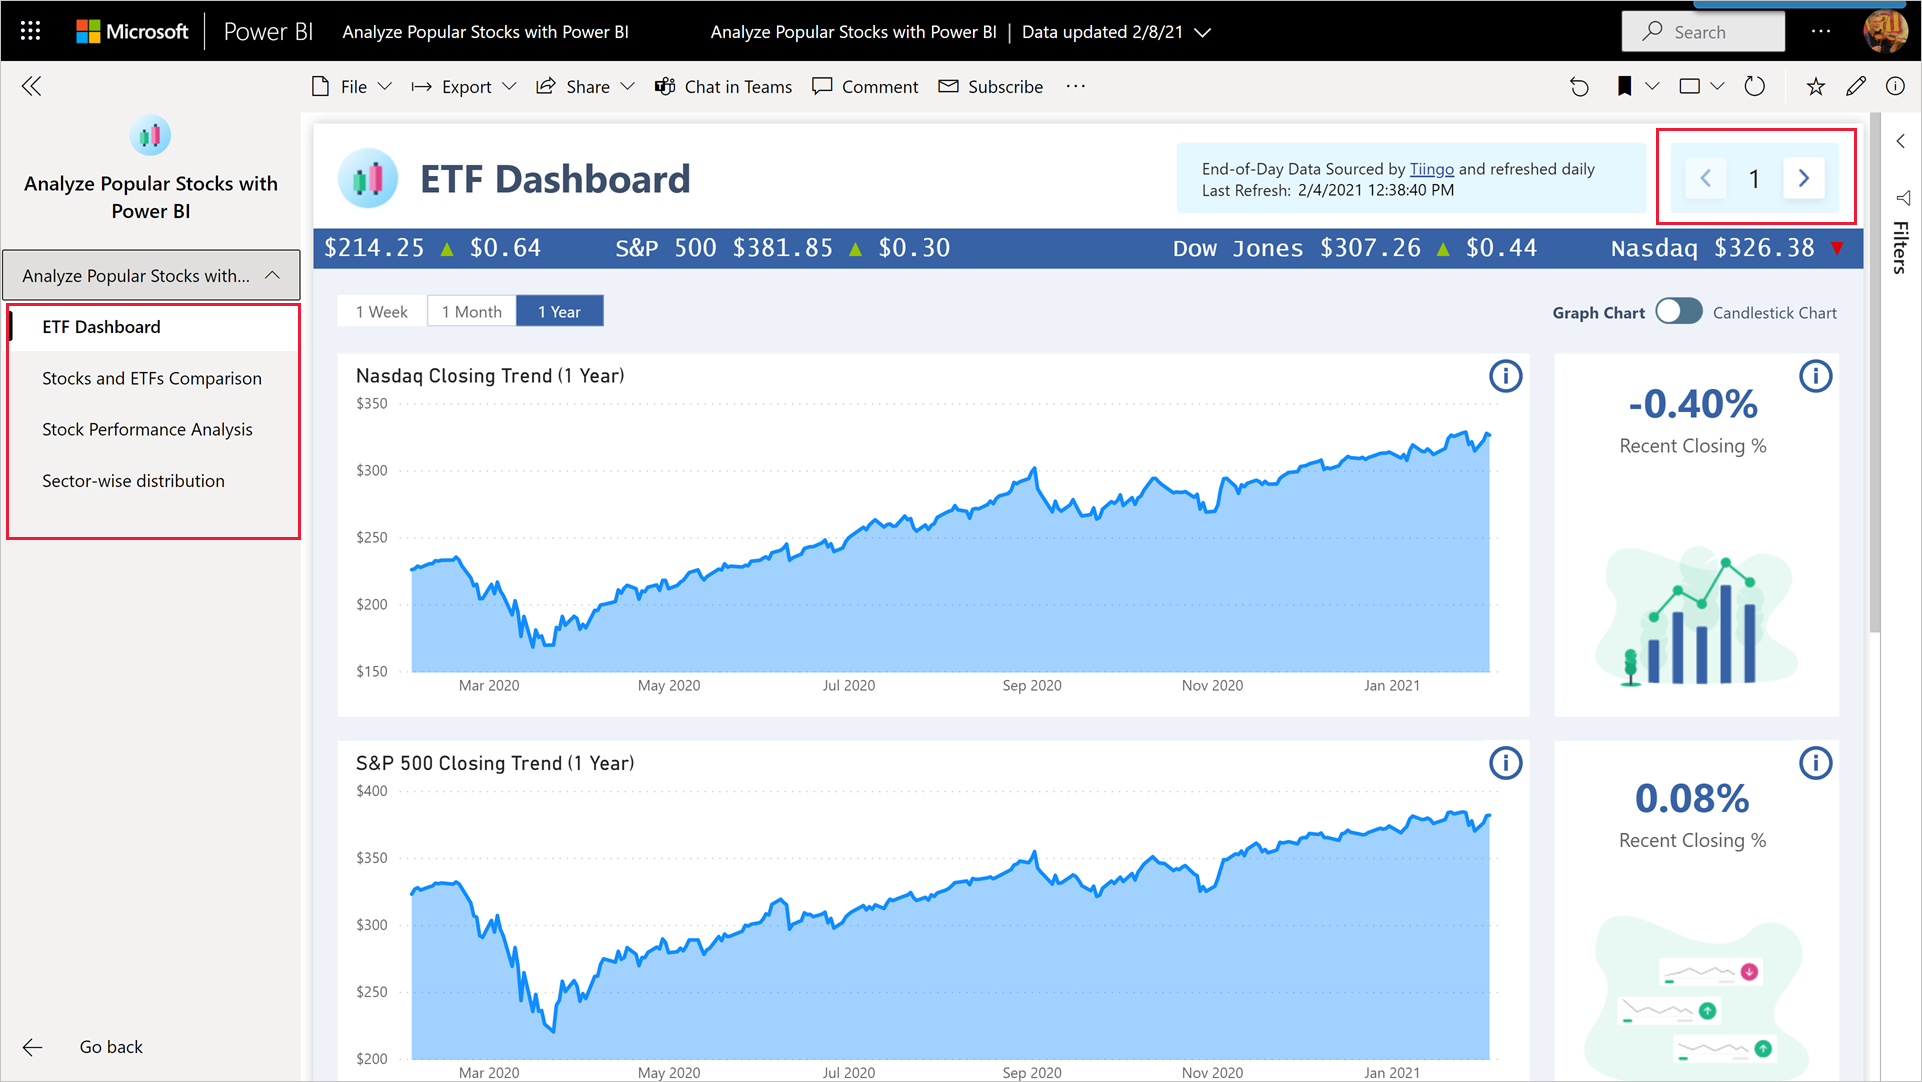 Microsoft
Power BI
Analyze Popular Stocks with Power BI
Analyze Popular Stocks with Power BI | Data updated 2/8/21
Search
File
Export
Share
Chat in Teams
Comment
Subscribe
Analyze Popular Stocks with
Power BI
Analyze Popular Stocks with...
ETF Dashboard
Stocks and ETFs Comparison
Stock Performance Analysis
Sector-wise distribution
Go back
ETF Dashboard
End-of-Day Data Sourced by Tiingo and refreshed daily
Last Refresh: 2/4/2021 12:38:40 PM
1
Filters
$214.25 ▲ $0.64 S&P 500 $381.85 ▲ $0.30 Dow Jones $307.26 ▲ $0.44 Nasdaq $326.38 ▼
1 Week
1 Month
1 Year
Graph Chart
Candlestick Chart
Nasdaq Closing Trend (1 Year)
$350
$300
$250
$200
$150
Mar 2020
May 2020
Jul 2020
Sep 2020
Nov 2020
Jan 2021
-0.40%
Recent Closing %
S&P 500 Closing Trend (1 Year)
$400
$350
$300
$250
$200
Mar 2020
May 2020
Jul 2020
Sep 2020
Nov 2020
Jan 2021
0.08%
Recent Closing %